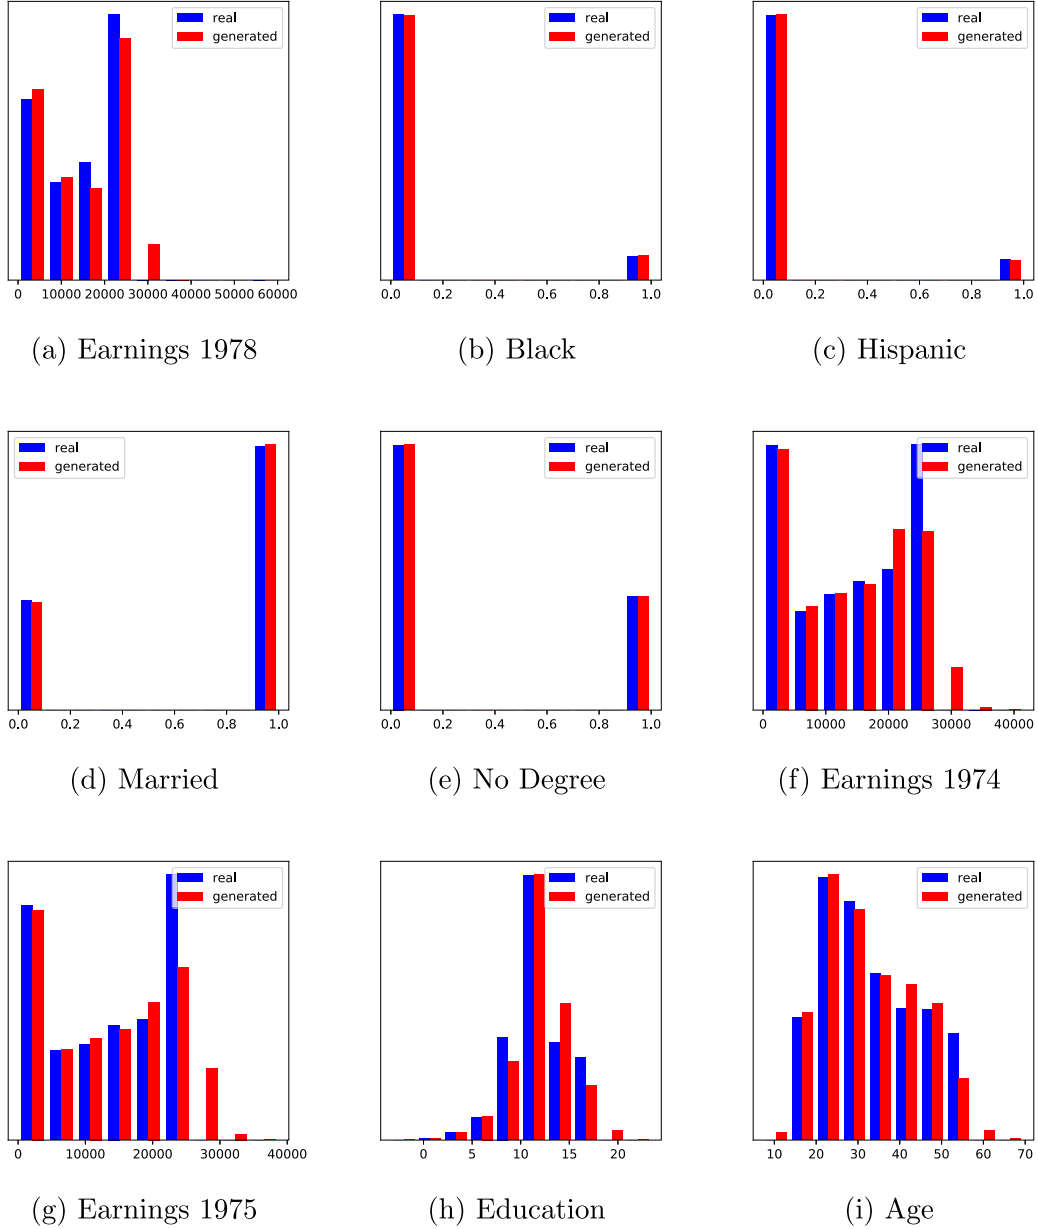 real
generated
0 10000 20000 30000 40000 50000 60000
(a) Earnings 1978
real
generated
0.0 0.2 0.4 0.6 0.8 1.0
(b) Black
real
generated
0.0 0.2 0.4 0.6 0.8 1.0
(c) Hispanic
real
generated
0.0 0.2 0.4 0.6 0.8 1.0
(d) Married
real
generated
0.0 0.2 0.4 0.6 0.8 1.0
(e) No Degree
real
generated
0 10000 20000 30000 40000
(f) Earnings 1974
real
generated
0 10000 20000 30000 40000
(g) Earnings 1975
real
generated
0 5 10 15 20
(h) Education
real
generated
10 20 30 40 50 60 70
(i) Age